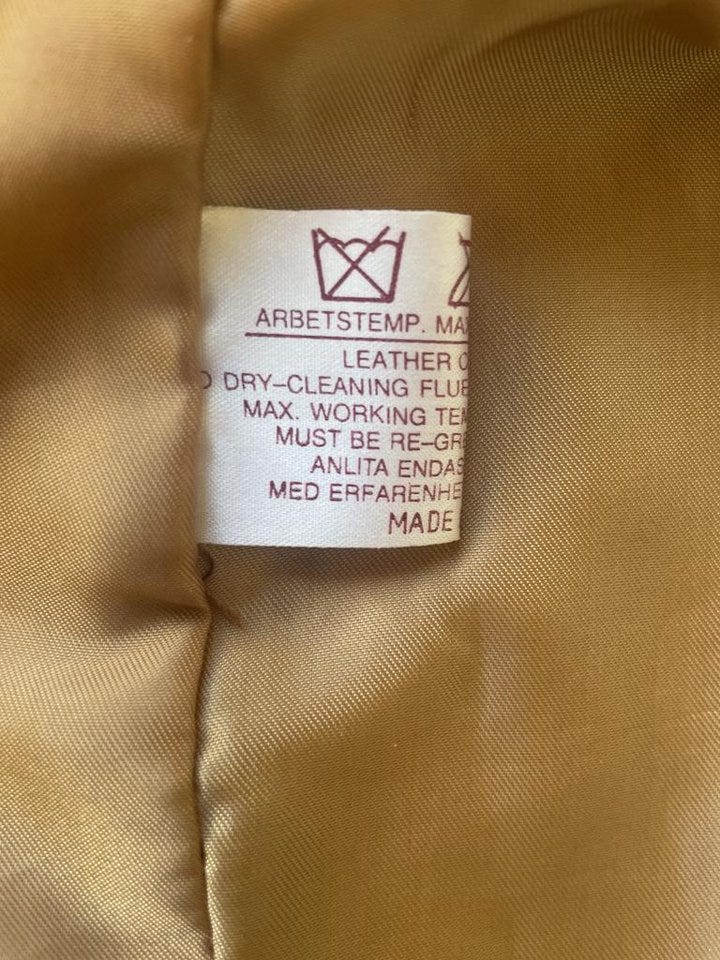 ARBETSTEMP. MAX
LEATHER
DRY-CLEANING
MAX. WORKING
MUST BE
ANLITA
MED
MADE